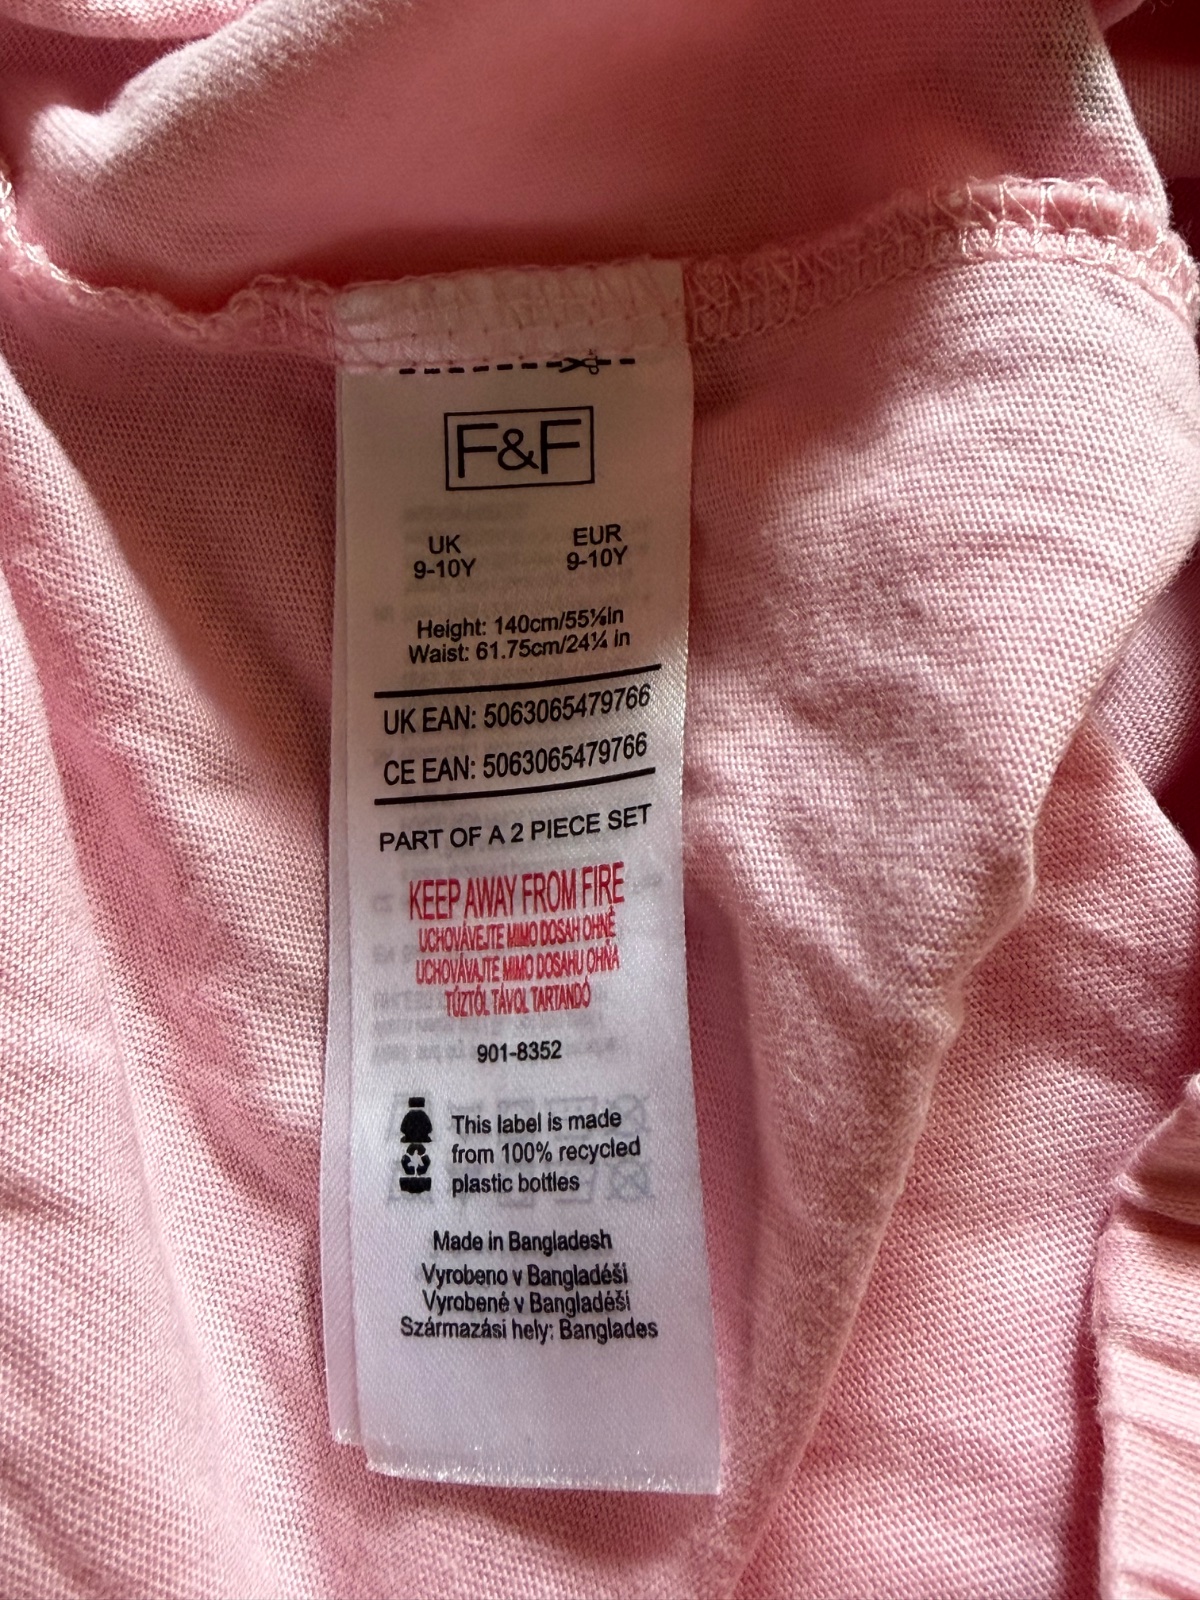 F&F
UK EUR
9-10Y 9-10Y
Height: 140cm/55⅛in
Waist: 61.75cm/24¼ in
UK EAN: 5063065479766
CE EAN: 5063065479766
PART OF A 2 PIECE SET
KEEP AWAY FROM FIRE
UCHOVÁVEJTE MIMO DOSAH OHNĚ
UCHOVÁVAJTE MIMO DOSAHU OHŇA
TŰZTŐL TÁVOL TARTANDÓ
901-8352
This label is made
from 100% recycled
plastic bottles
Made in Bangladesh
Vyrobeno v Bangladéši
Vyrobené v Bangladéši
Származási hely: Banglades